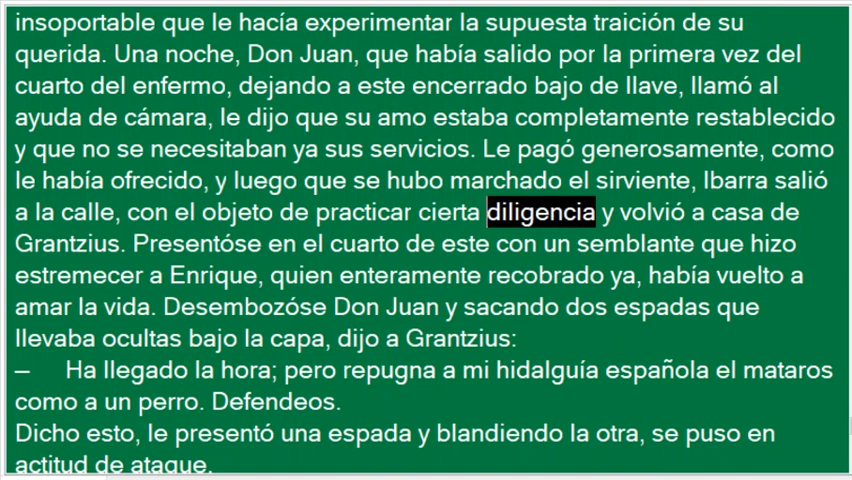 insoportable que le hacía experimentar la supuesta traición de su
querida. Una noche, Don Juan, que había salido por la primera vez del
cuarto del enfermo, dejando a este encerrado bajo de llave, llamó al
ayuda de cámara, le dijo que su amo estaba completamente restablecido
y que no se necesitaban ya sus servicios. Le pagó generosamente, como
le había ofrecido, y luego que se hubo marchado el sirviente, Ibarra salió
a la calle, con el objeto de practicar cierta diligencia y volvió a casa de
Grantzius. Presentóse en el cuarto de este con un semblante que hizo
estremecer a Enrique, quien enteramente recobrado ya, había vuelto a
amar la vida. Desembozóse Don Juan y sacando dos espadas que
llevaba ocultas bajo la capa, dijo a Grantzius:
– Ha llegado la hora; pero repugna a mi hidalguía española el mataros
como a un perro. Defendeos.
Dicho esto, le presentó una espada y blandiendo la otra, se puso en
actitud de ataque.